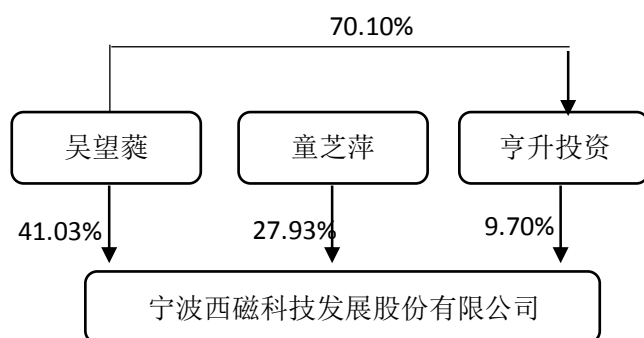 70.10%
吴望蕤
童芝萍
亨升投资
41.03%
27.93%
9.70%
宁波西磁科技发展股份有限公司